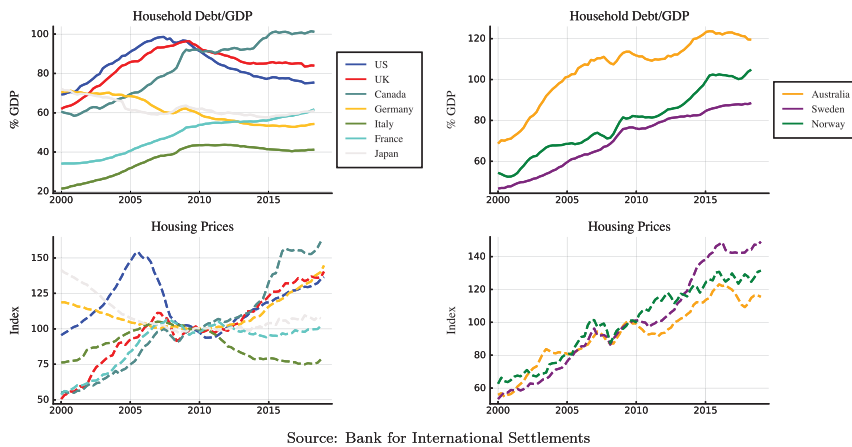 Household Debt/GDP
% GDP
100
80
60
40
20
2000
2005
2010
2015
US
UK
Canada
Germany
Italy
France
Japan
Household Debt/GDP
% GDP
120
100
80
60
2000
2005
2010
2015
Australia
Sweden
Norway
Housing Prices
Index
150
125
100
75
50
2000
2005
2010
2015
Housing Prices
Index
140
120
100
80
60
2000
2005
2010
2015
Source: Bank for International Settlements